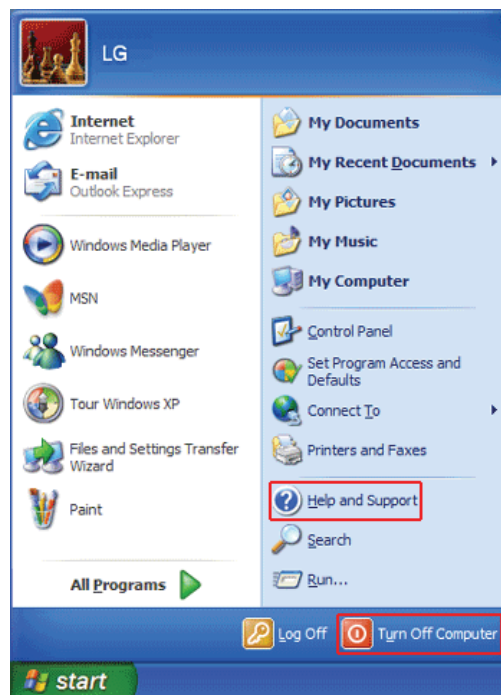 LG
Internet
Internet Explorer
E-mail
Outlook Express
Windows Media Player
MSN
Windows Messenger
Tour Windows XP
Files and Settings Transfer
Wizard
Paint
All Programs
My Documents
My Recent Documents
My Pictures
My Music
My Computer
Control Panel
Set Program Access and
Defaults
Connect To
Printers and Faxes
Help and Support
Search
Run...
Log Off
Turn Off Computer
start